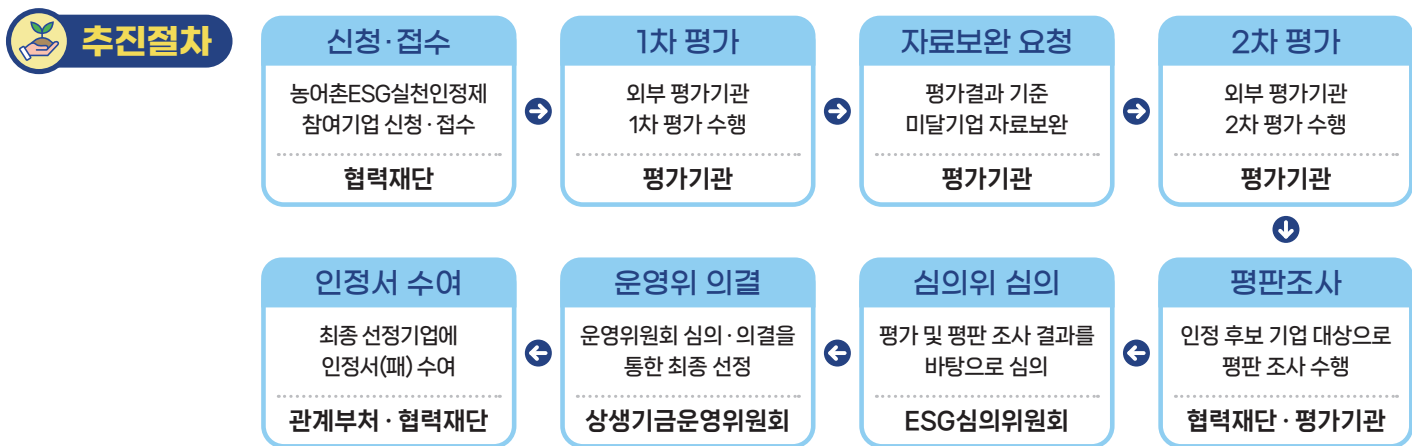 추진절차
신청·접수
농어촌ESG실천인정제
참여기업 신청·접수
협력재단
1차 평가
외부 평가기관
1차 평가 수행
평가기관
자료보완 요청
평가결과 기준
미달기업 자료보완
평가기관
2차 평가
외부 평가기관
2차 평가 수행
평가기관
평판조사
인정 후보 기업 대상으로
평판 조사 수행
협력재단·평가기관
심의위 심의
평가 및 평판 조사 결과를
바탕으로 심의
ESG심의위원회
운영위 의결
운영위원회 심의·의결을
통한 최종 선정
상생기금운영위원회
인정서 수여
최종 선정기업에
인정서(패) 수여
관계부처·협력재단